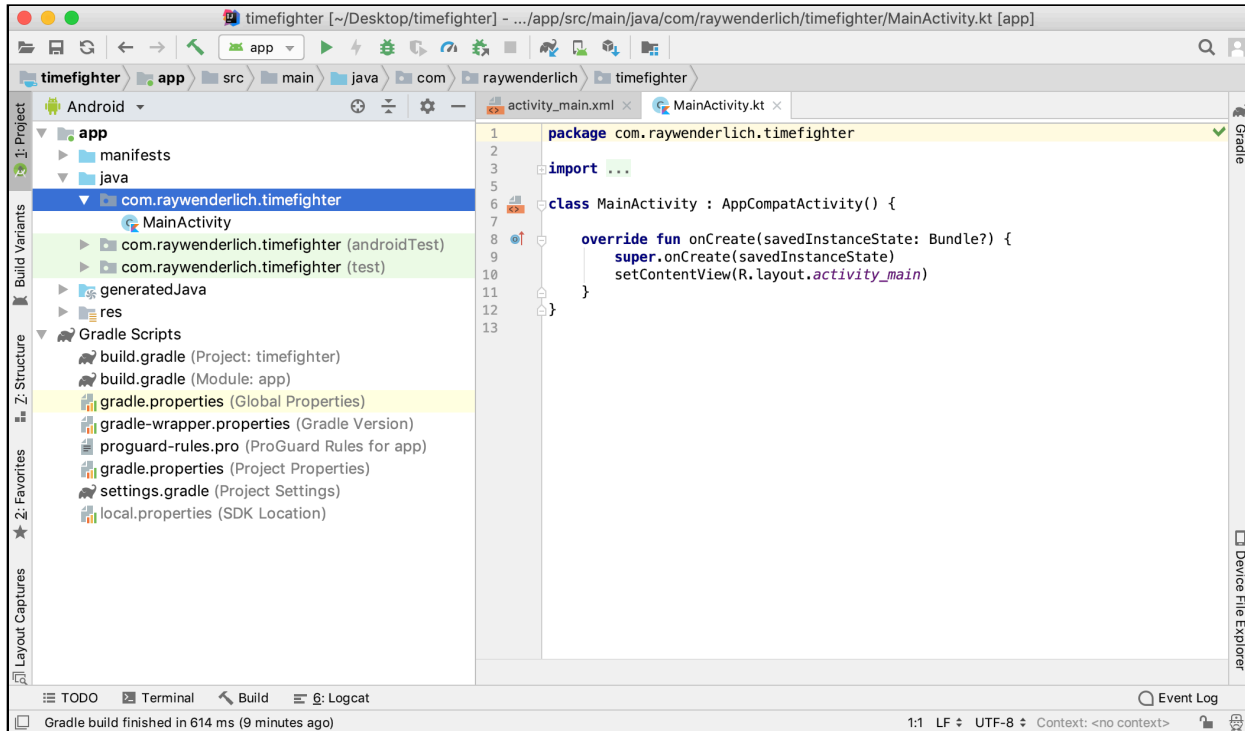 timefighter [~/Desktop/timefighter] - .../app/src/main/java/com/raywenderlich/timefighter/MainActivity.kt [app]
app
timefighter app src main java com raywenderlich timefighter
1: Project
Build Variants
Z: Structure
2: Favorites
Layout Captures
Android
app
manifests
java
com.raywenderlich.timefighter
MainActivity
com.raywenderlich.timefighter (androidTest)
com.raywenderlich.timefighter (test)
generatedJava
res
Gradle Scripts
build.gradle (Project: timefighter)
build.gradle (Module: app)
gradle.properties (Global Properties)
gradle-wrapper.properties (Gradle Version)
proguard-rules.pro (ProGuard Rules for app)
gradle.properties (Project Properties)
settings.gradle (Project Settings)
local.properties (SDK Location)
activity_main.xml MainActivity.kt
1 package com.raywenderlich.timefighter
2
3 import ...
5
6 class MainActivity : AppCompatActivity() {
7
8 override fun onCreate(savedInstanceState: Bundle?) {
9 super.onCreate(savedInstanceState)
10 setContentView(R.layout.activity_main)
11 }
12 }
13
Gradle
Device File Explorer
TODO Terminal Build 6: Logcat Event Log
Gradle build finished in 614 ms (9 minutes ago) 1:1 LF UTF-8 Context: <no context>